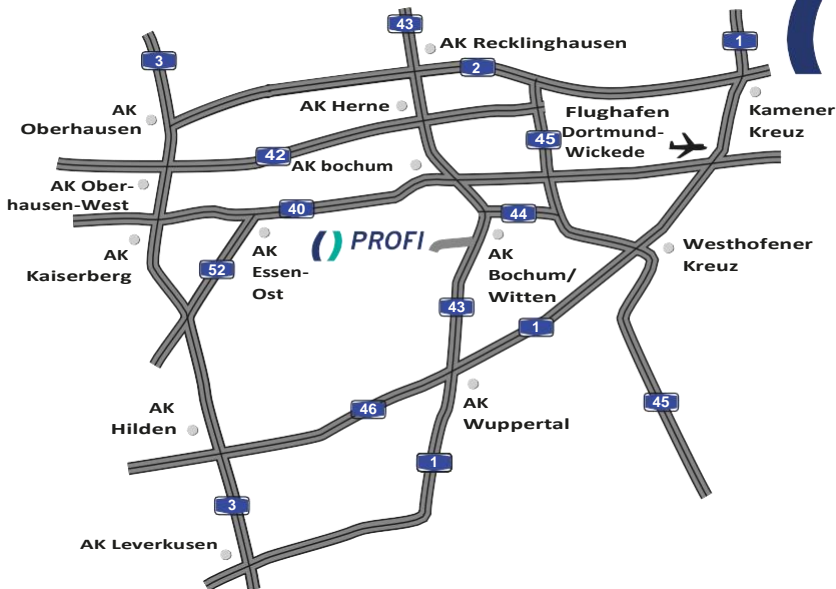 43
1
AK Recklinghausen
3
2
AK
Oberhausen
AK Herne
Flughafen
Dortmund-
Wickede
Kamener
Kreuz
45
42
AK bochum
AK Ober-
hausen-West
40
44
PROFI
AK
Kaiserberg
52
AK
Essen-
Ost
AK
Bochum/
Witten
Westhofener
Kreuz
43
1
46
45
AK
Hilden
AK
Wuppertal
1
3
AK Leverkusen